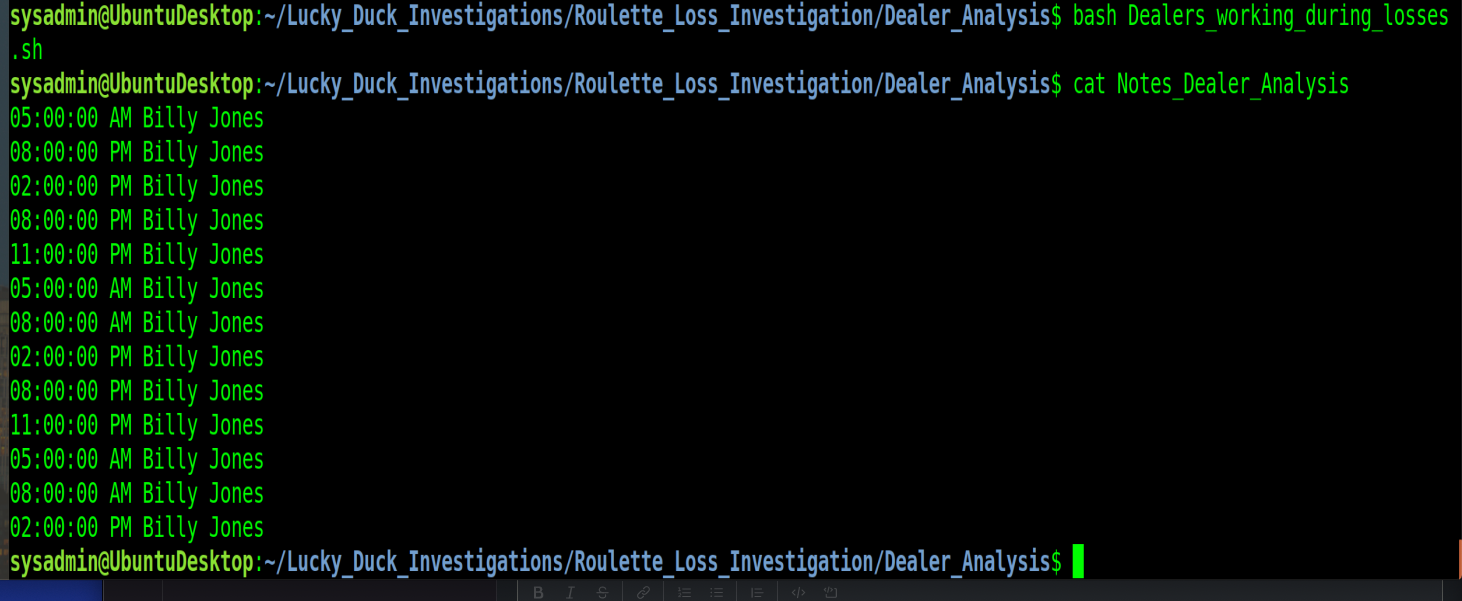 sysadmin@UbuntuDesktop:~/Lucky_Duck_Investigations/Roulette_Loss_Investigation/Dealer_Analysis$ bash Dealers_working_during_losses
.sh
sysadmin@UbuntuDesktop:~/Lucky_Duck_Investigations/Roulette_Loss_Investigation/Dealer_Analysis$ cat Notes_Dealer_Analysis
05:00:00 AM Billy Jones
08:00:00 PM Billy Jones
02:00:00 PM Billy Jones
08:00:00 PM Billy Jones
11:00:00 PM Billy Jones
05:00:00 AM Billy Jones
08:00:00 AM Billy Jones
02:00:00 PM Billy Jones
08:00:00 PM Billy Jones
11:00:00 PM Billy Jones
05:00:00 AM Billy Jones
08:00:00 AM Billy Jones
02:00:00 PM Billy Jones
sysadmin@UbuntuDesktop:~/Lucky_Duck_Investigations/Roulette_Loss_Investigation/Dealer_Analysis$
B I S